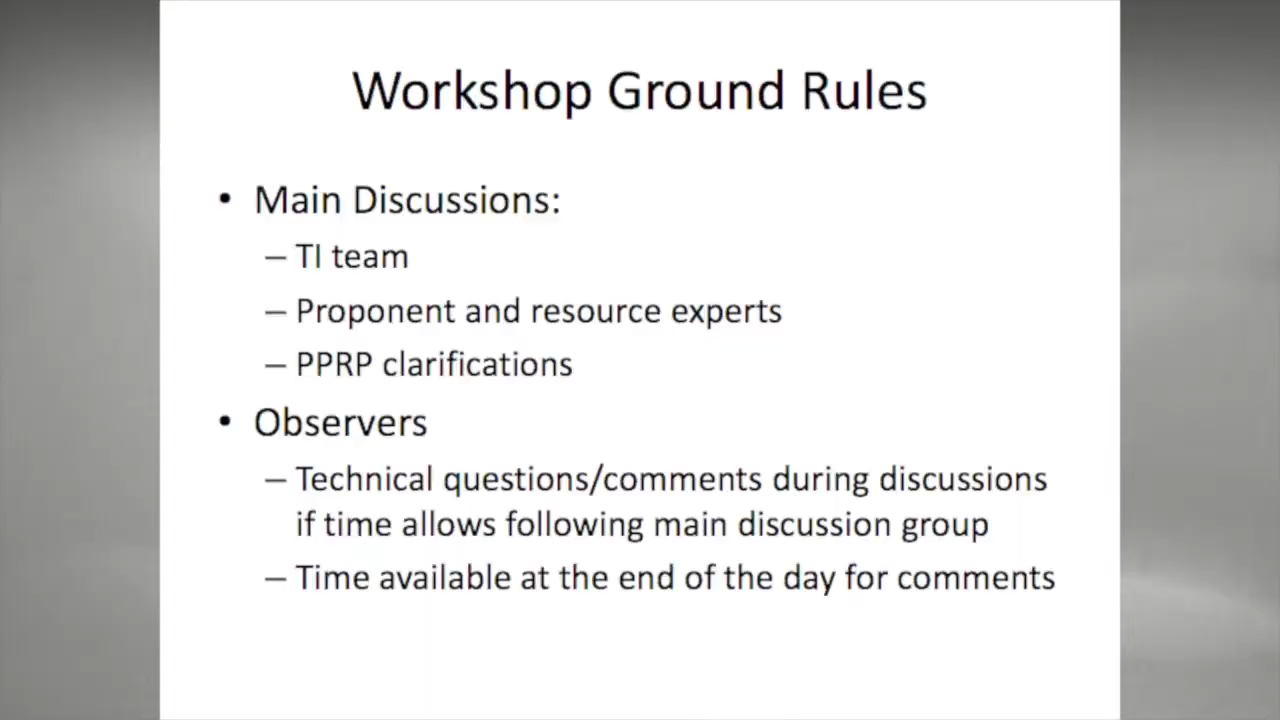 Workshop Ground Rules
• Main Discussions:
– TI team
– Proponent and resource experts
– PPRP clarifications
• Observers
– Technical questions/comments during discussions
if time allows following main discussion group
– Time available at the end of the day for comments